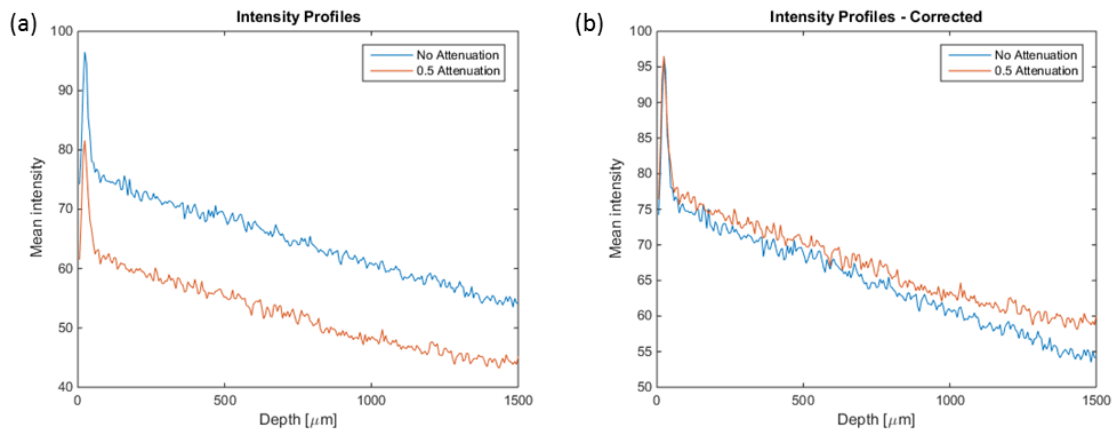 (a)
Intensity Profiles
100
90
80
70
60
50
40
0
500
1000
1500
Mean intensity
Depth [μm]
No Attenuation
0.5 Attenuation
(b)
Intensity Profiles - Corrected
100
95
90
85
80
75
70
65
60
55
50
0
500
1000
1500
Mean intensity
Depth [μm]
No Attenuation
0.5 Attenuation